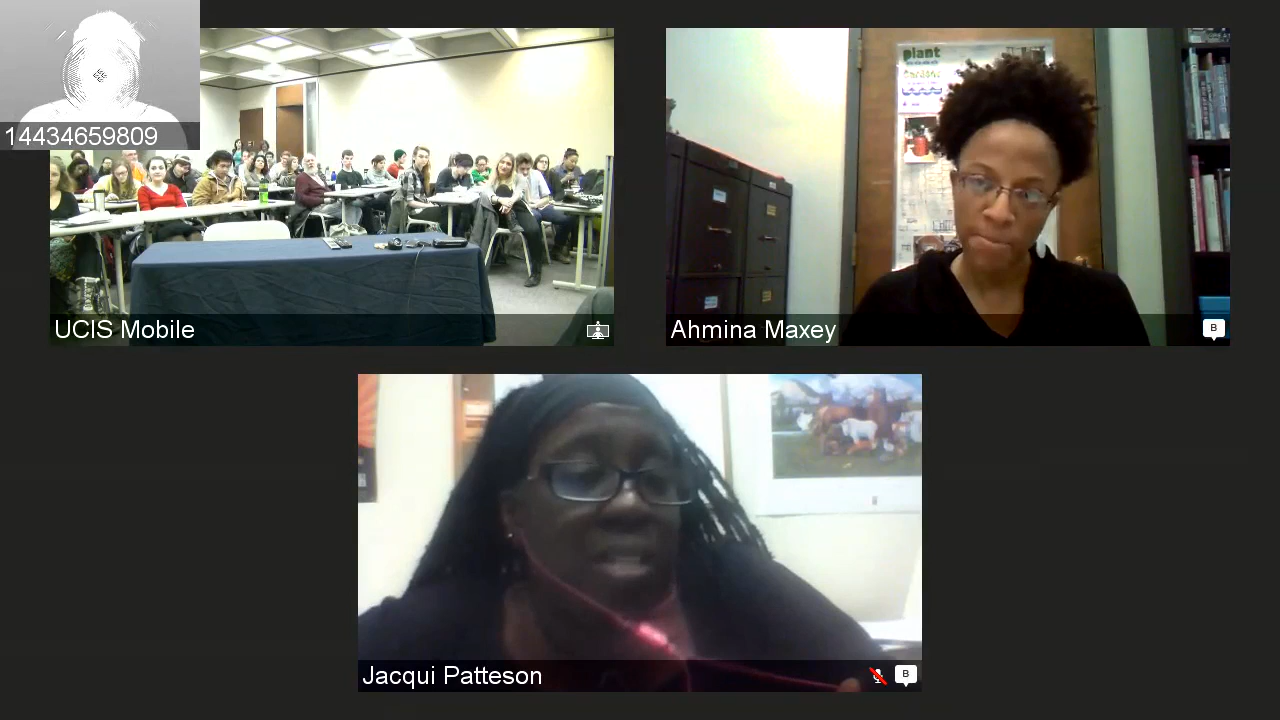 14434659809
UCIS Mobile
plant
Ahmina Maxey
B
Jacqui Patteson
B